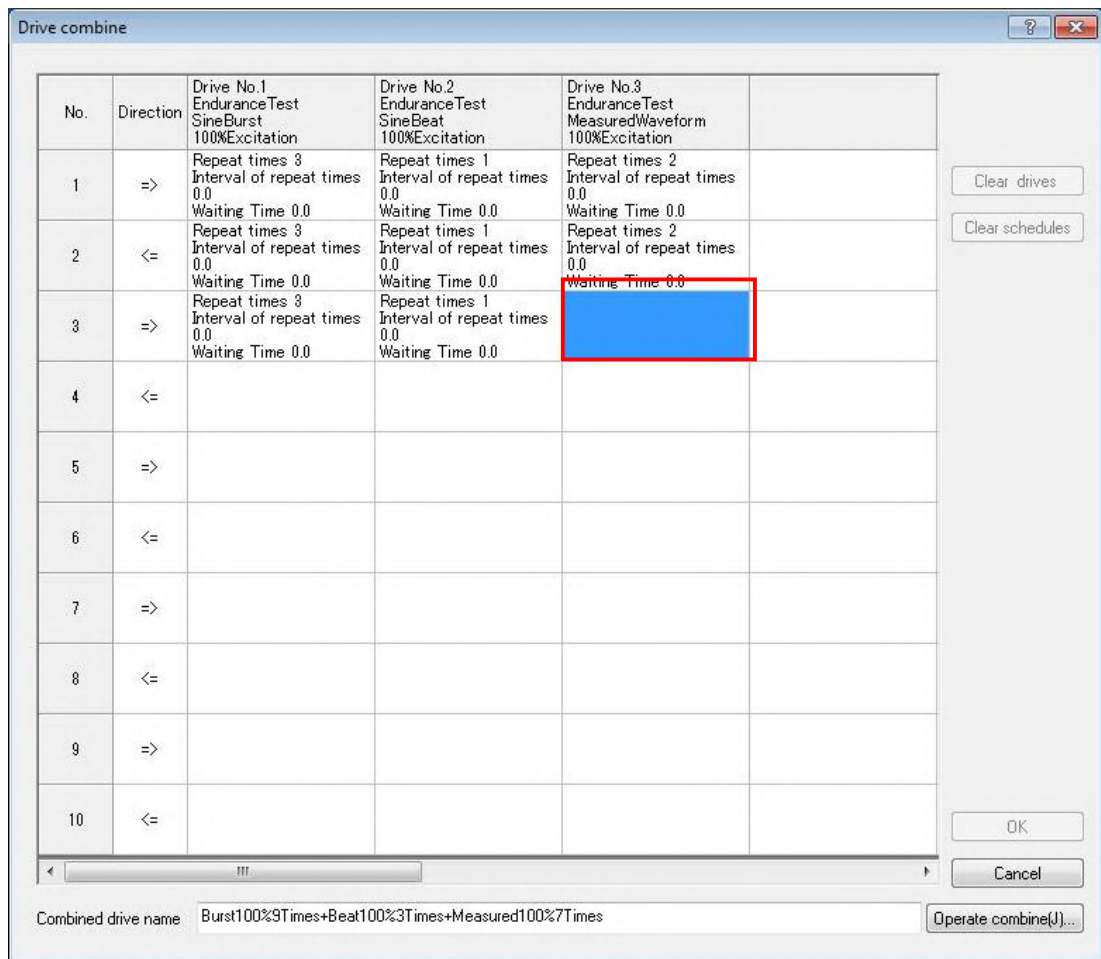 Drive combine
No. Direction Drive No.1 EnduranceTest SineBurst 100%Excitation Drive No.2 EnduranceTest SineBeat 100%Excitation Drive No.3 EnduranceTest MeasuredWaveform 100%Excitation
1 => Repeat times 3 Interval of repeat times 0.0 Waiting Time 0.0 Repeat times 1 Interval of repeat times 0.0 Waiting Time 0.0 Repeat times 2 Interval of repeat times 0.0 Waiting Time 0.0
Clear drives
2 <= Repeat times 3 Interval of repeat times 0.0 Waiting Time 0.0 Repeat times 1 Interval of repeat times 0.0 Waiting Time 0.0 Repeat times 2 Interval of repeat times 0.0 Waiting Time 0.0
Clear schedules
3 => Repeat times 3 Interval of repeat times 0.0 Waiting Time 0.0 Repeat times 1 Interval of repeat times 0.0 Waiting Time 0.0
4 <=
5 =>
6 <=
7 =>
8 <=
9 =>
10 <=
OK
Cancel
Combined drive name Burst100%9Times+Beat100%3Times+Measured100%7Times Operate combine(J)...